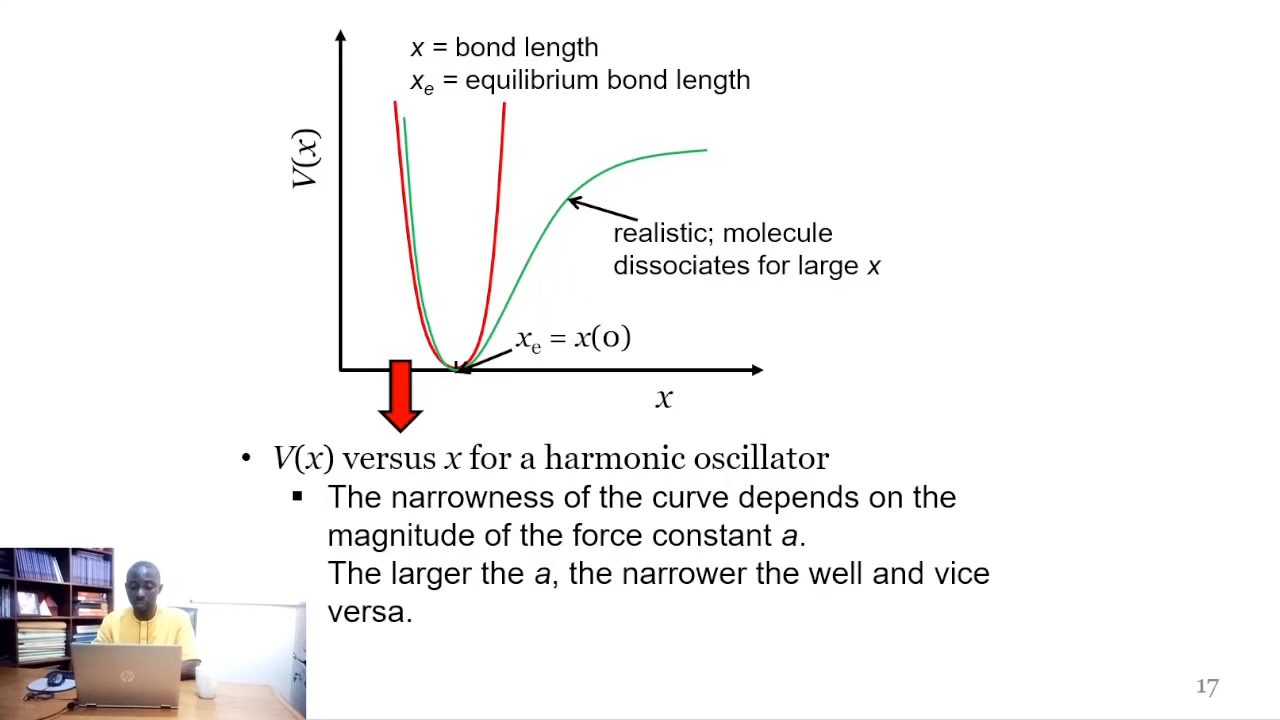 x = bond length
xe = equilibrium bond length
V(x)
realistic; molecule
dissociates for large x
xe = x(0)
x
• V(x) versus x for a harmonic oscillator
▪ The narrowness of the curve depends on the
magnitude of the force constant a.
The larger the a, the narrower the well and vice
versa.
hp
17